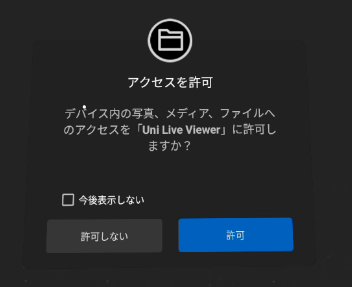 アクセスを許可
デバイス内の写真、メディア、ファイルへ
のアクセスを「Uni Live Viewer」に許可し
ますか？
今後表示しない
許可しない
許可